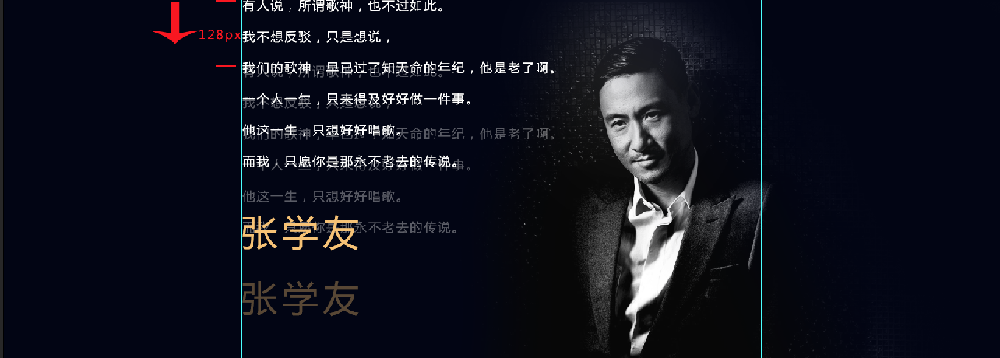 有人说，所谓歌神，也不过如此。
128px
我不想反驳，只是想说，
我们的歌神，早已过了知天命的年纪，他是老了啊。
有人说，所谓歌神，也不过如此。
一个人一生，只来得及好好做一件事。
我不想反驳，只是想说，
他这一生，只想好好唱歌。
我们的歌神，早已过了知天命的年纪，他是老了啊。
而我，只愿你是那永不老去的传说。
一个人一生，只来得及好好做一件事。
他这一生，只想好好唱歌。
而我，只愿你是那永不老去的传说。
张学友
张学友